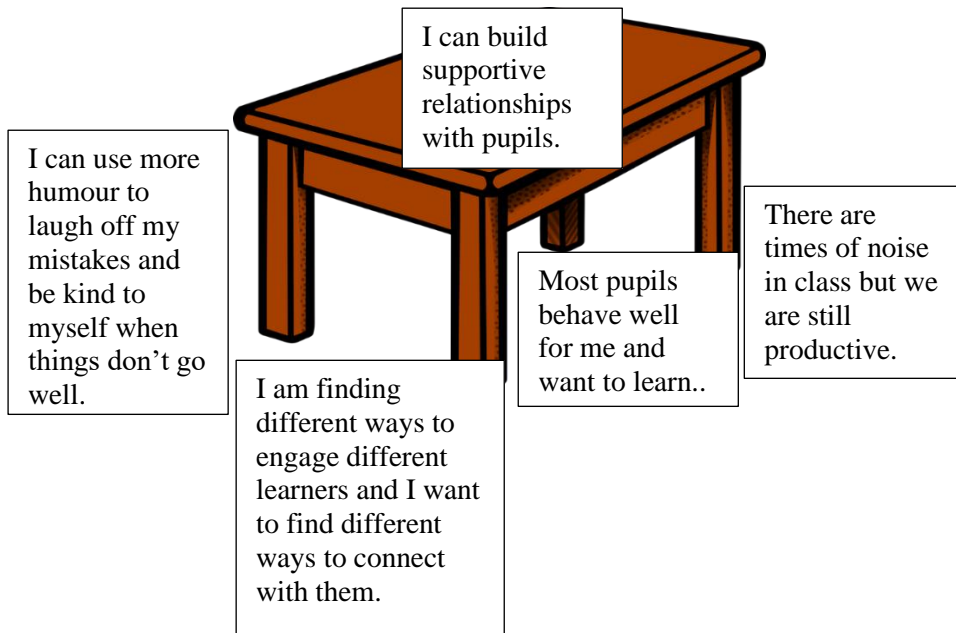 I can build
supportive
relationships
with pupils.
I can use more
humour to
laugh off my
mistakes and
be kind to
myself when
things don’t go
well.
There are
times of noise
in class but we
are still
productive.
Most pupils
behave well
for me and
want to learn..
I am finding
different ways to
engage different
learners and I want
to find different
ways to connect
with them.